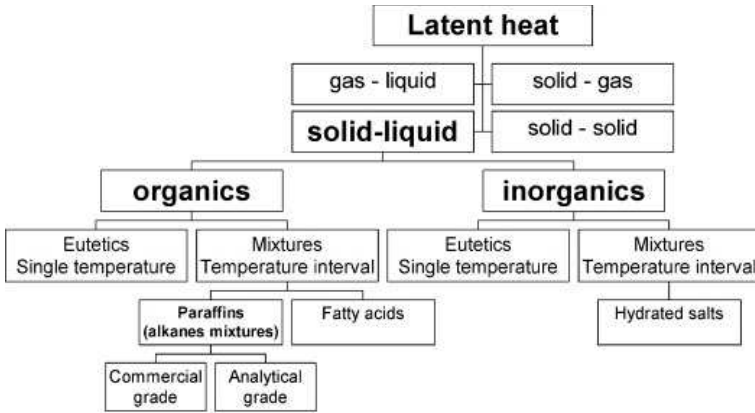 Latent heat
gas - liquid
solid - gas
solid-liquid
solid - solid
organics
inorganics
Eutetics
Single temperature
Mixtures
Temperature interval
Eutetics
Single temperature
Mixtures
Temperature interval
Paraffins
(alkanes mixtures)
Fatty acids
Hydrated salts
Commercial
grade
Analytical
grade